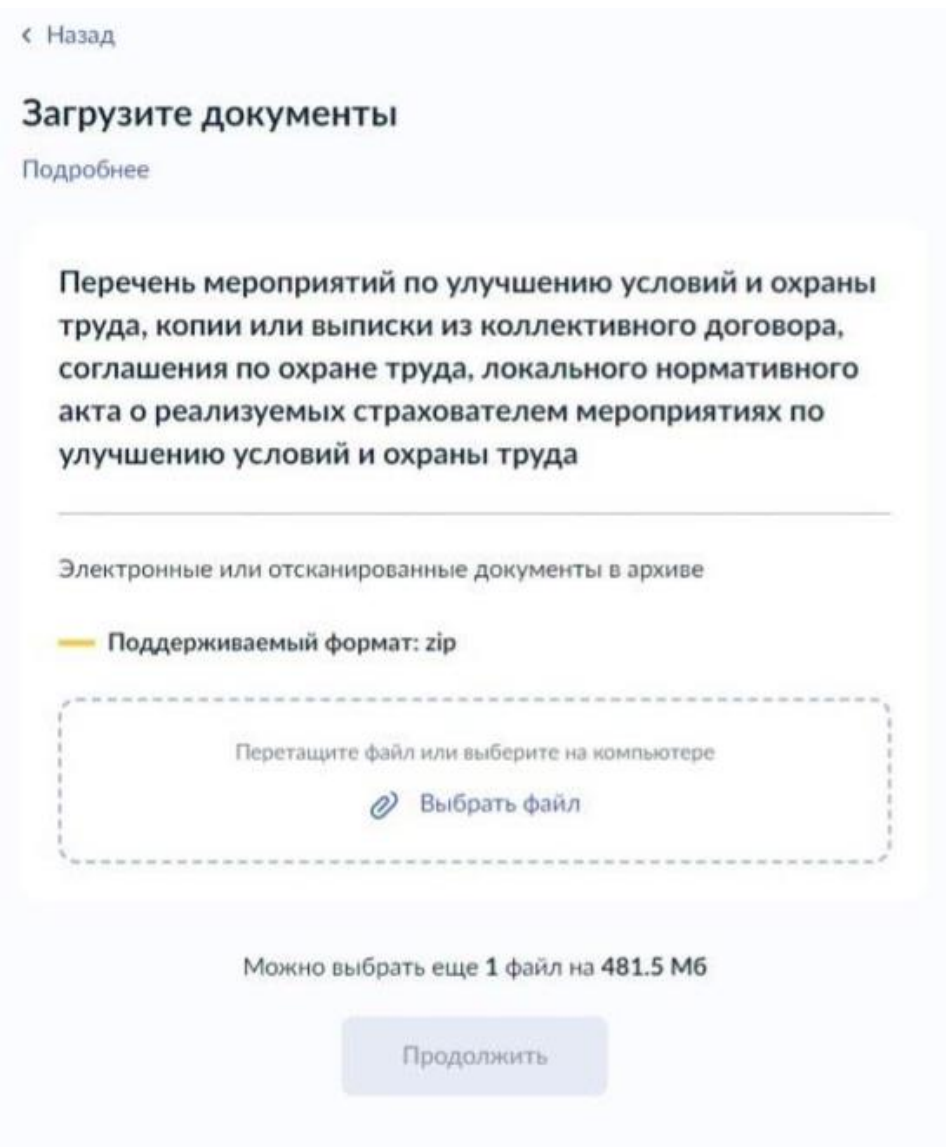 Назад
Загрузите документы
Подробнее
Перечень мероприятий по улучшению условий и охраны
труда, копии или выписки из коллективного договора,
соглашения по охране труда, локального нормативного
акта о реализуемых страхователем мероприятиях по
улучшению условий и охраны труда
Электронные или отсканированные документы в архиве
Поддерживаемый формат: zip
Перетащите файл или выберите на компьютере
Выбрать файл
Можно выбрать еще 1 файл на 481.5 Мб
Продолжить